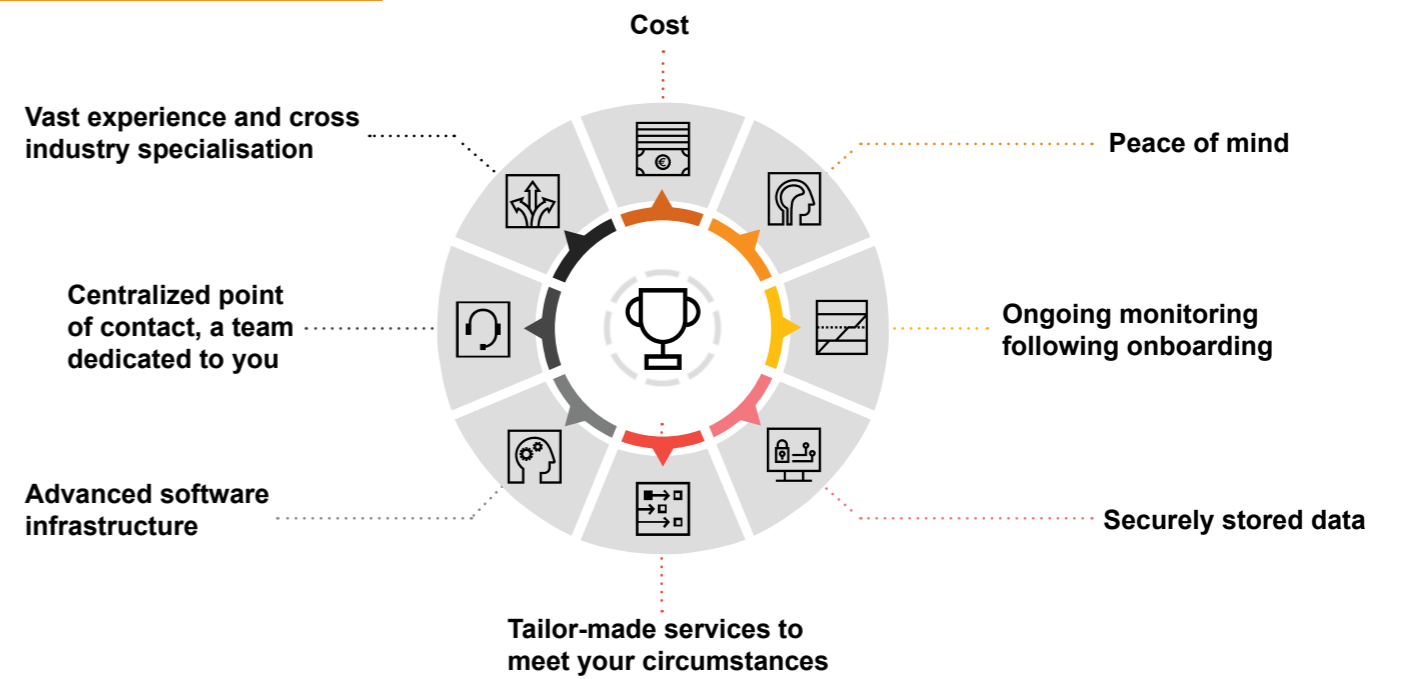 Cost
Vast experience and cross
industry specialisation
Peace of mind
Centralized point
of contact, a team
dedicated to you
Ongoing monitoring
following onboarding
Advanced software
infrastructure
Securely stored data
Tailor-made services to
meet your circumstances